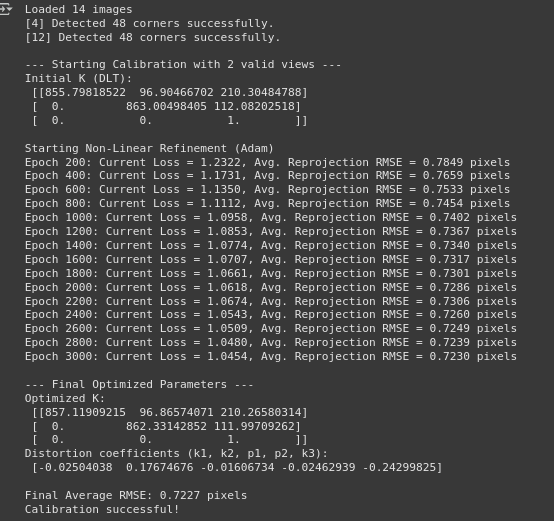 Loaded 14 images
[4] Detected 48 corners successfully.
[12] Detected 48 corners successfully.
--- Starting Calibration with 2 valid views ---
Initial K (DLT):
[[855.79818522 96.90466702 210.30484788]
[ 0. 863.00498405 112.08202518]
[ 0. 0. 1. ]]
Starting Non-Linear Refinement (Adam)
Epoch 200: Current Loss = 1.2322, Avg. Reprojection RMSE = 0.7849 pixels
Epoch 400: Current Loss = 1.1731, Avg. Reprojection RMSE = 0.7659 pixels
Epoch 600: Current Loss = 1.1350, Avg. Reprojection RMSE = 0.7533 pixels
Epoch 800: Current Loss = 1.1112, Avg. Reprojection RMSE = 0.7454 pixels
Epoch 1000: Current Loss = 1.0958, Avg. Reprojection RMSE = 0.7402 pixels
Epoch 1200: Current Loss = 1.0853, Avg. Reprojection RMSE = 0.7367 pixels
Epoch 1400: Current Loss = 1.0774, Avg. Reprojection RMSE = 0.7340 pixels
Epoch 1600: Current Loss = 1.0707, Avg. Reprojection RMSE = 0.7317 pixels
Epoch 1800: Current Loss = 1.0661, Avg. Reprojection RMSE = 0.7301 pixels
Epoch 2000: Current Loss = 1.0618, Avg. Reprojection RMSE = 0.7286 pixels
Epoch 2200: Current Loss = 1.0674, Avg. Reprojection RMSE = 0.7306 pixels
Epoch 2400: Current Loss = 1.0543, Avg. Reprojection RMSE = 0.7260 pixels
Epoch 2600: Current Loss = 1.0509, Avg. Reprojection RMSE = 0.7249 pixels
Epoch 2800: Current Loss = 1.0480, Avg. Reprojection RMSE = 0.7239 pixels
Epoch 3000: Current Loss = 1.0454, Avg. Reprojection RMSE = 0.7230 pixels
--- Final Optimized Parameters ---
Optimized K:
[[857.11909215 96.86574071 210.26580314]
[ 0. 862.33142852 111.99709262]
[ 0. 0. 1. ]]
Distortion coefficients (k1, k2, p1, p2, k3):
[-0.02504038 0.17674676 -0.01606734 -0.02462939 -0.24299825]
Final Average RMSE: 0.7227 pixels
Calibration successful!